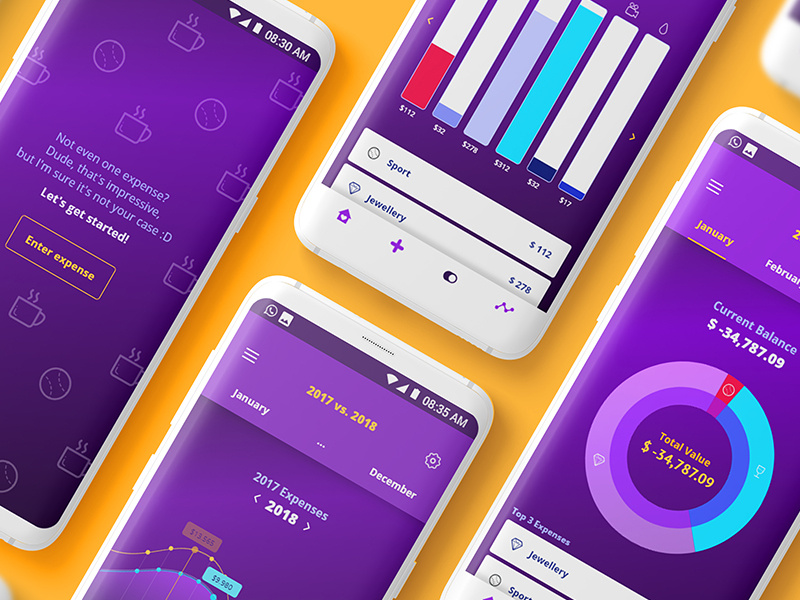 08:30 AM
Not even one expense?
Dude, that's impressive,
but I'm sure it's not your case :D
Let's get started!
Enter expense
$112
$32
$278
$312
$32
$17
Sport
$ 112
Jewellery
$ 278
08:35 AM
2017 vs. 2018
January
...
December
2017 Expenses
< 2018 >
$13,565
$9,980
January
Current Balance
$ -34,787.09
Total Value
$ -34,787.09
Top 3 Expenses
Jewellery